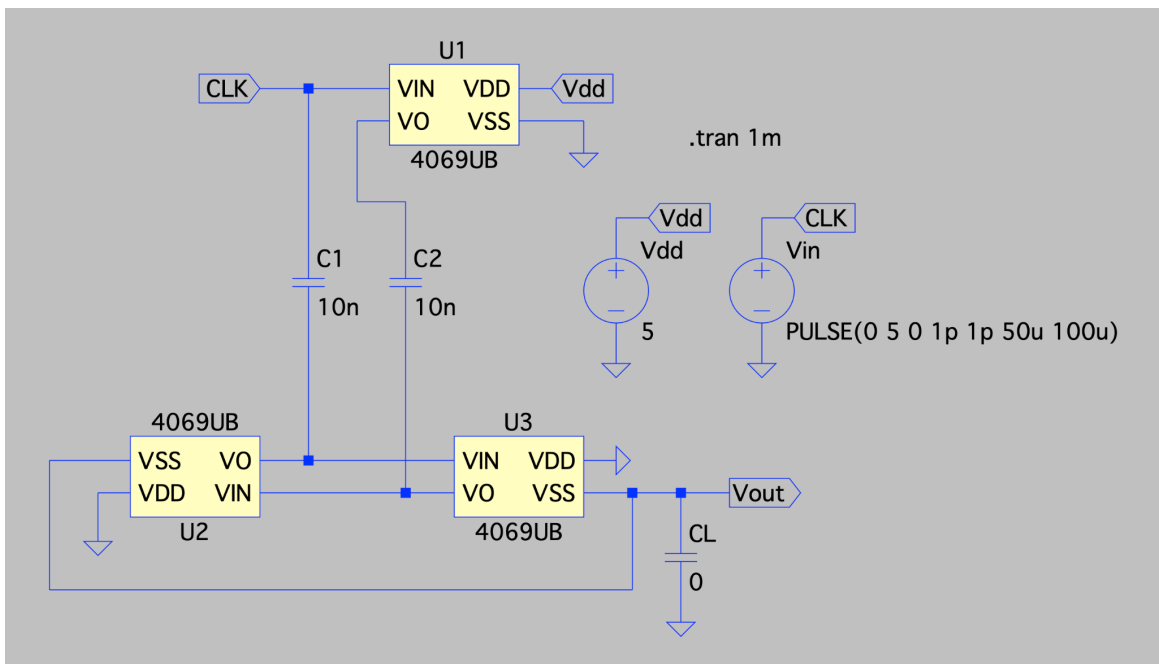 U1
CLK
VIN VDD
Vdd
VO VSS
4069UB
.tran 1m
Vdd
CLK
Vdd
Vin
C1
C2
10n
10n
5
PULSE(0 5 0 1p 1p 50u 100u)
4069UB
U3
VSS VO
VIN VDD
VDD VIN
VO VSS
Vout
U2
4069UB
CL
0